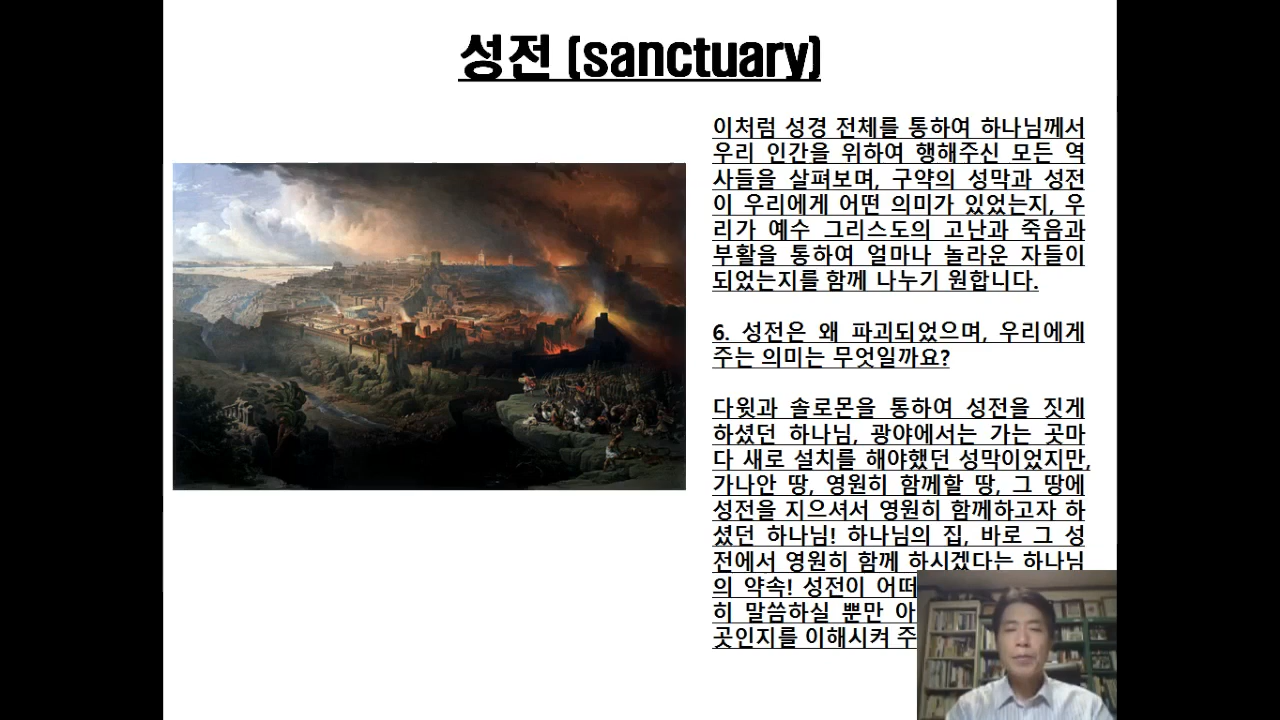 성전 (sanctuary)
이처럼 성경 전체를 통하여 하나님께서
우리 인간을 위하여 행해주신 모든 역
사들을 살펴보며, 구약의 성막과 성전
이 우리에게 어떤 의미가 있었는지, 우
리가 예수 그리스도의 고난과 죽음과
부활을 통하여 얼마나 놀라운 자들이
되었는지를 함께 나누기 원합니다.
6. 성전은 왜 파괴되었으며, 우리에게
주는 의미는 무엇일까요?
다윗과 솔로몬을 통하여 성전을 짓게
하셨던 하나님, 광야에서는 가는 곳마
다 새로 설치를 해야했던 성막이었지만,
가나안 땅, 영원히 함께할 땅, 그 땅에
성전을 지으셔서 영원히 함께하고자 하
셨던 하나님! 하나님의 집, 바로 그 성
전에서 영원히 함께 하시겠다는 하나님
의 약속! 성전이 어떠
히 말씀하실 뿐만 아
곳인지를 이해시켜 주